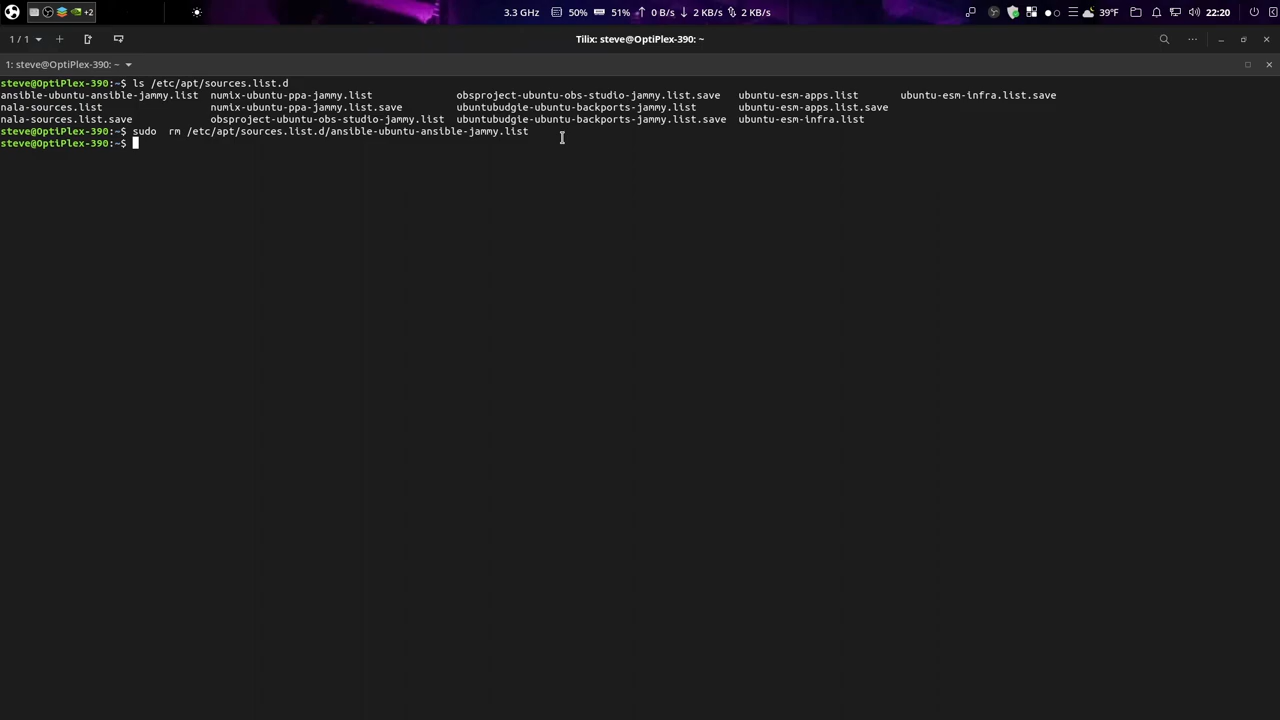 3.3 GHz 50% 51% ↑ 0 B/s ↓ 2 KB/s ⇅ 2 KB/s
+2
39°F
22:20
1 / 1
Tilix: steve@OptiPlex-390: ~
1: steve@OptiPlex-390: ~
steve@OptiPlex-390:~$ ls /etc/apt/sources.list.d
ansible-ubuntu-ansible-jammy.list numix-ubuntu-ppa-jammy.list obsproject-ubuntu-obs-studio-jammy.list.save ubuntu-esm-apps.list ubuntu-esm-infra.list.save
nala-sources.list numix-ubuntu-ppa-jammy.list.save ubuntubudgie-ubuntu-backports-jammy.list ubuntu-esm-apps.list.save
nala-sources.list.save obsproject-ubuntu-obs-studio-jammy.list ubuntubudgie-ubuntu-backports-jammy.list.save ubuntu-esm-infra.list
steve@OptiPlex-390:~$ sudo  rm /etc/apt/sources.list.d/ansible-ubuntu-ansible-jammy.list
steve@OptiPlex-390:~$